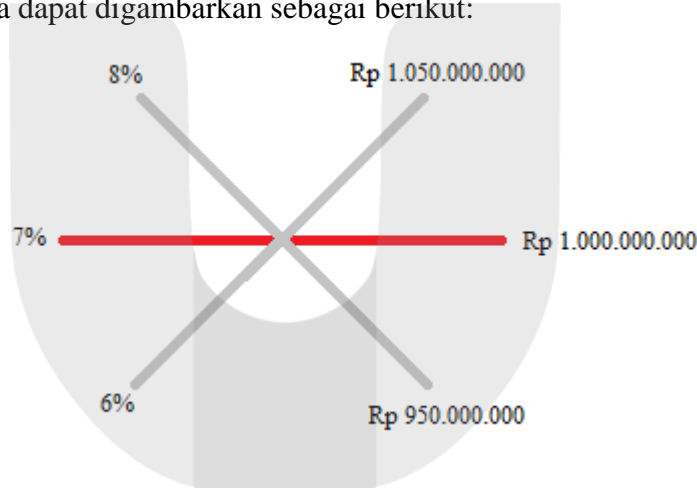 a dapat digambarkan sebagai berikut:
8% Rp 1.050.000.000
7% Rp 1.000.000.000
6% Rp 950.000.000